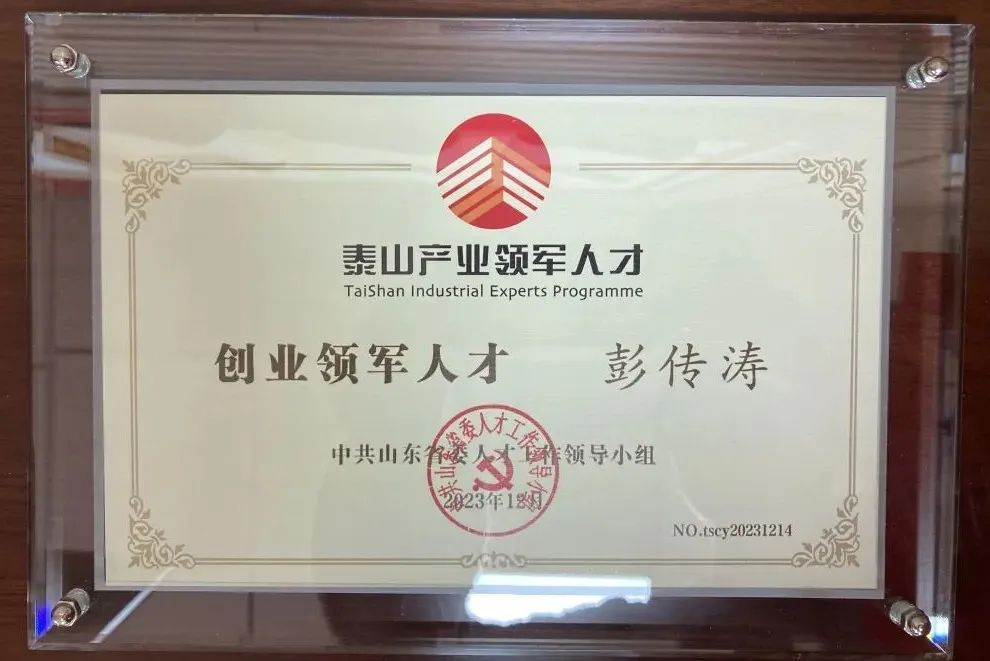 泰山产业领军人才
TaiShan Industrial Experts Programme
创业领军人才 彭传涛
中共山东省委人才工作领导小组
2023年12月
NO.tscy20231214